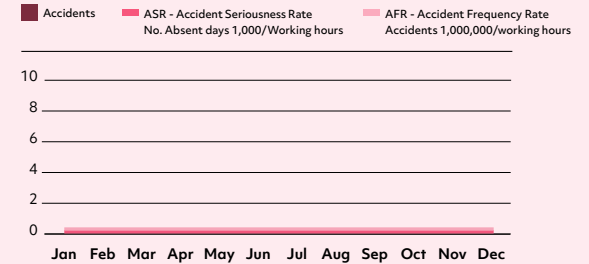 Accidents
ASR - Accident Seriousness Rate
No. Absent days 1,000/Working hours
AFR - Accident Frequency Rate
Accidents 1,000,000/working hours
10
8
6
4
2
0
Jan Feb Mar Apr May Jun Jul Aug Sep Oct Nov Dec